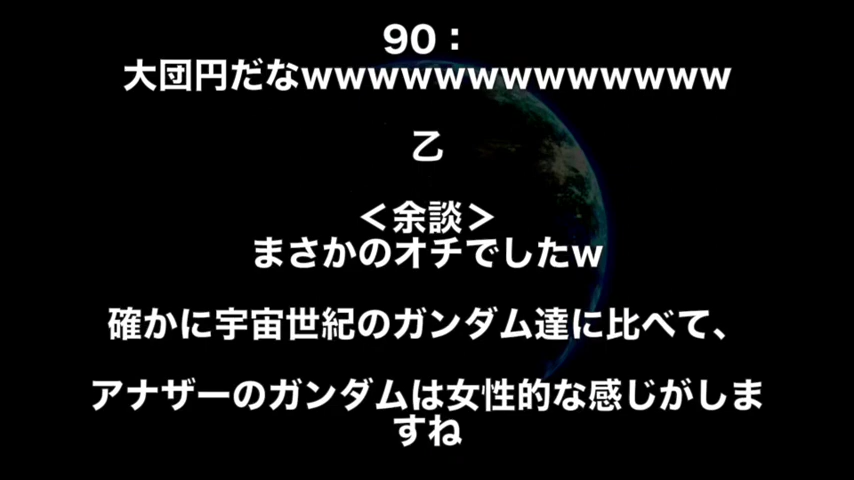 90：
大団円だなwwwwwwwwwwwww
乙
＜余談＞
まさかのオチでしたw
確かに宇宙世紀のガンダム達に比べて、
アナザーのガンダムは女性的な感じがしま
すね